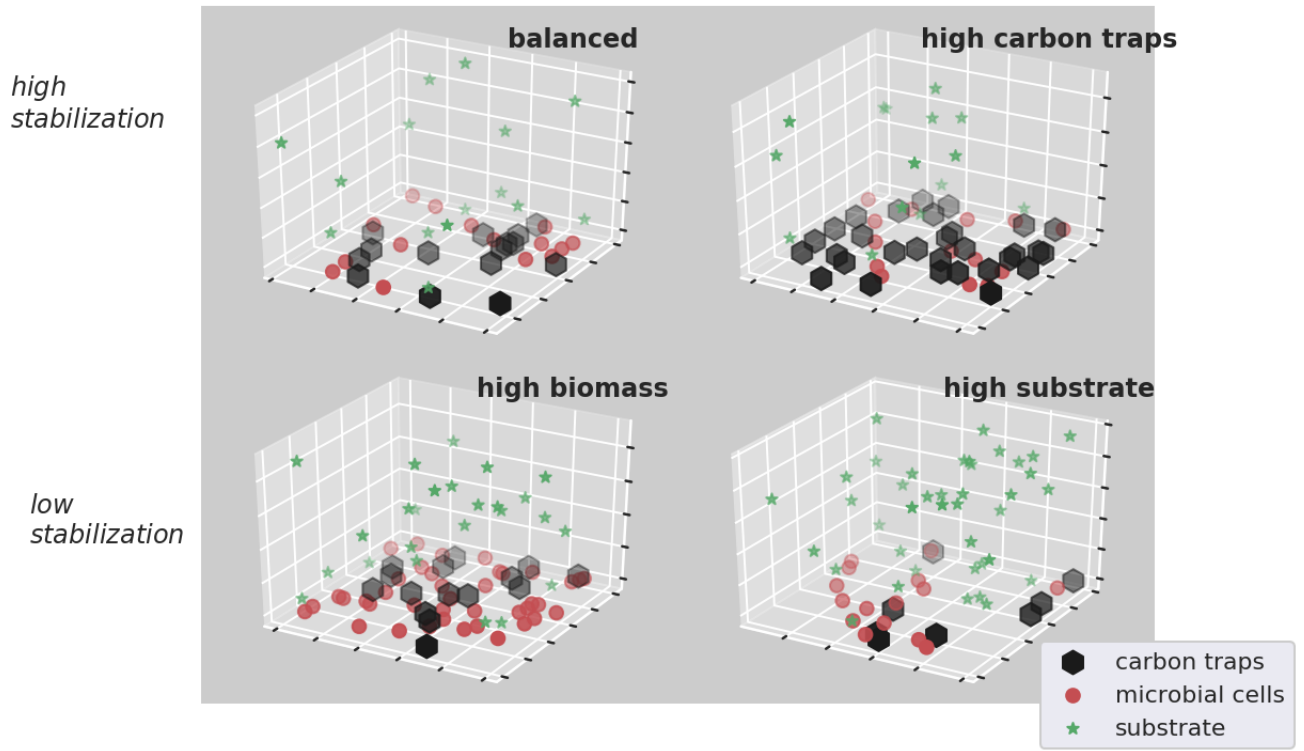 balanced
high carbon traps
high
stabilization
high biomass
high substrate
low
stabilization
carbon traps
microbial cells
substrate